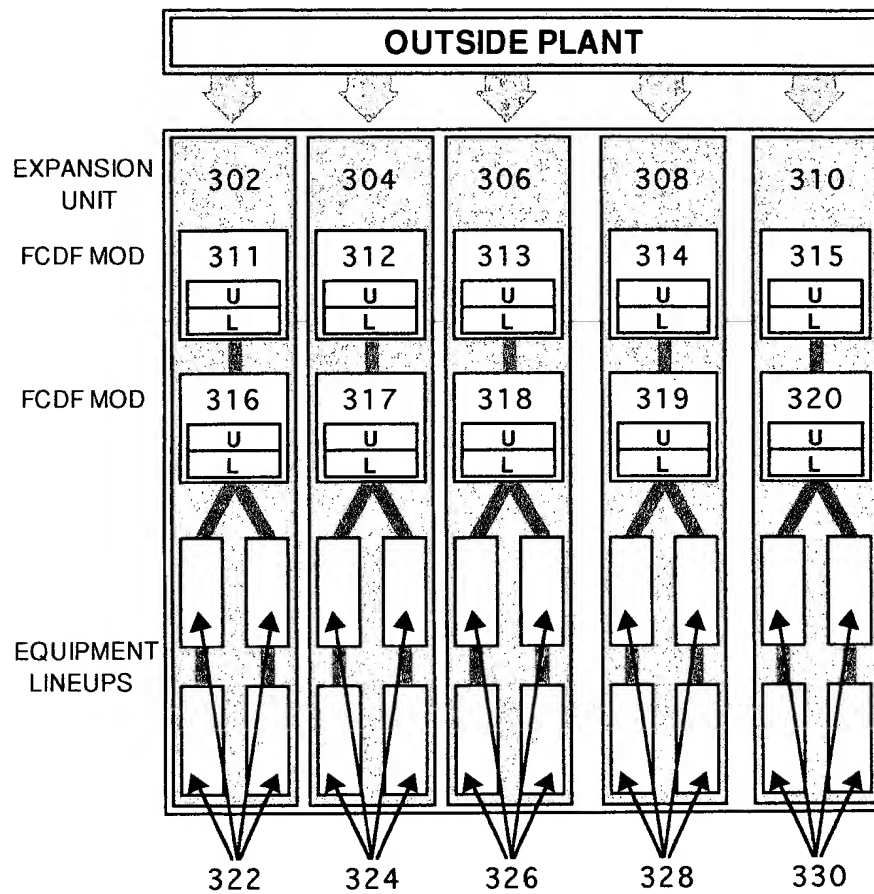 OUTSIDE PLANT
EXPANSION UNIT 302 304 306 308 310
FCDF MOD 311 312 313 314 315
U U U U U
L L L L L
FCDF MOD 316 317 318 319 320
U U U U U
L L L L L
EQUIPMENT LINEUPS
322 324 326 328 330